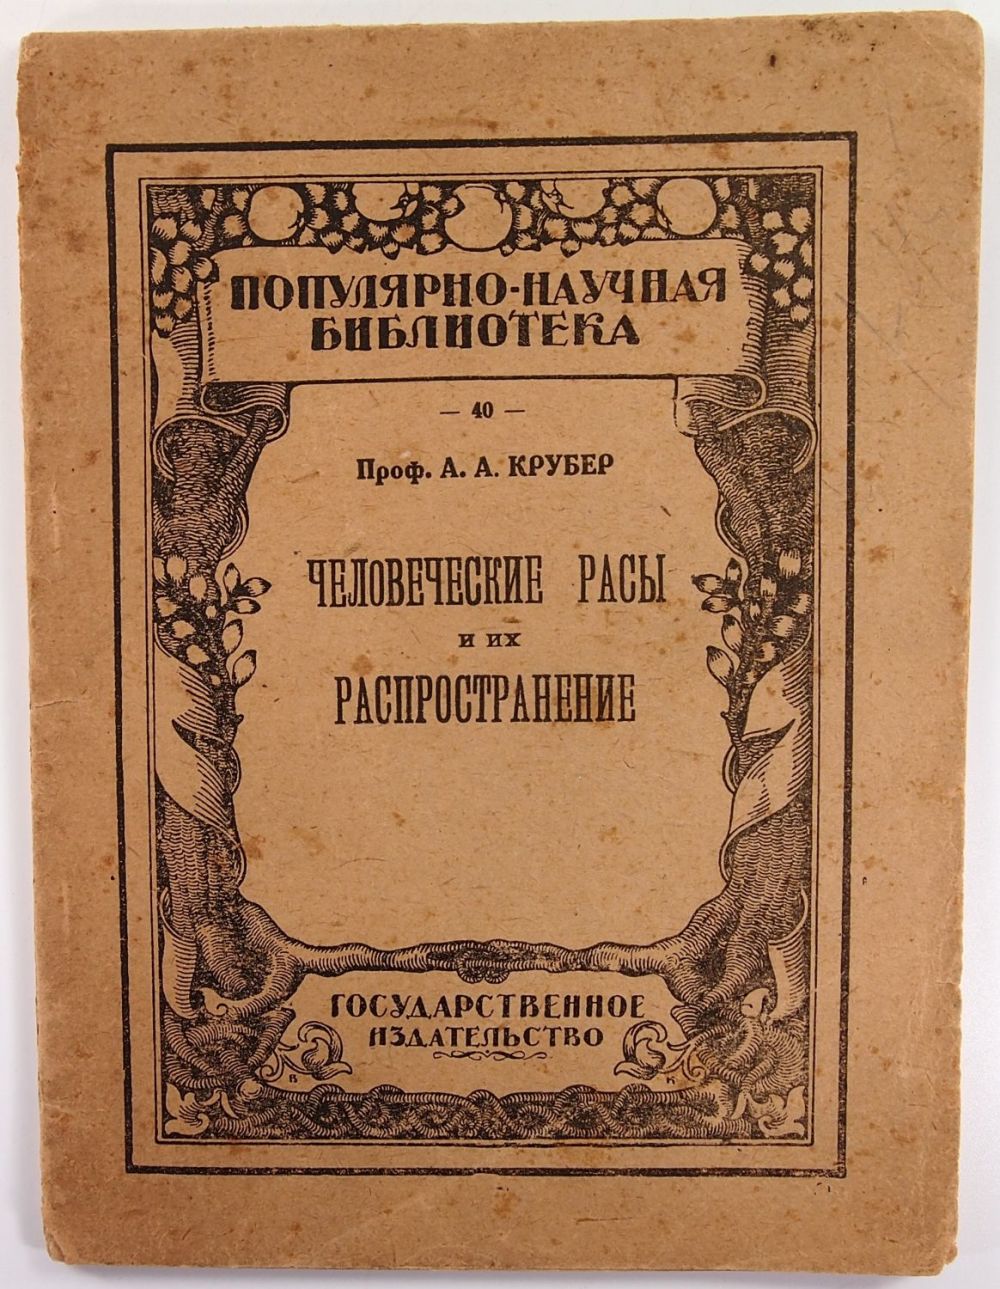 ПОПУЛЯРНО-НАУЧНАЯ
БИБЛИОТЕКА
— 40 —
Проф. А. А. КРУБЕР
ЧЕЛОВЕЧЕСКИЕ РАСЫ
И ИХ
РАСПРОСТРАНЕНИЕ
ГОСУДАРСТВЕННОЕ
ИЗДАТЕЛЬСТВО
В К